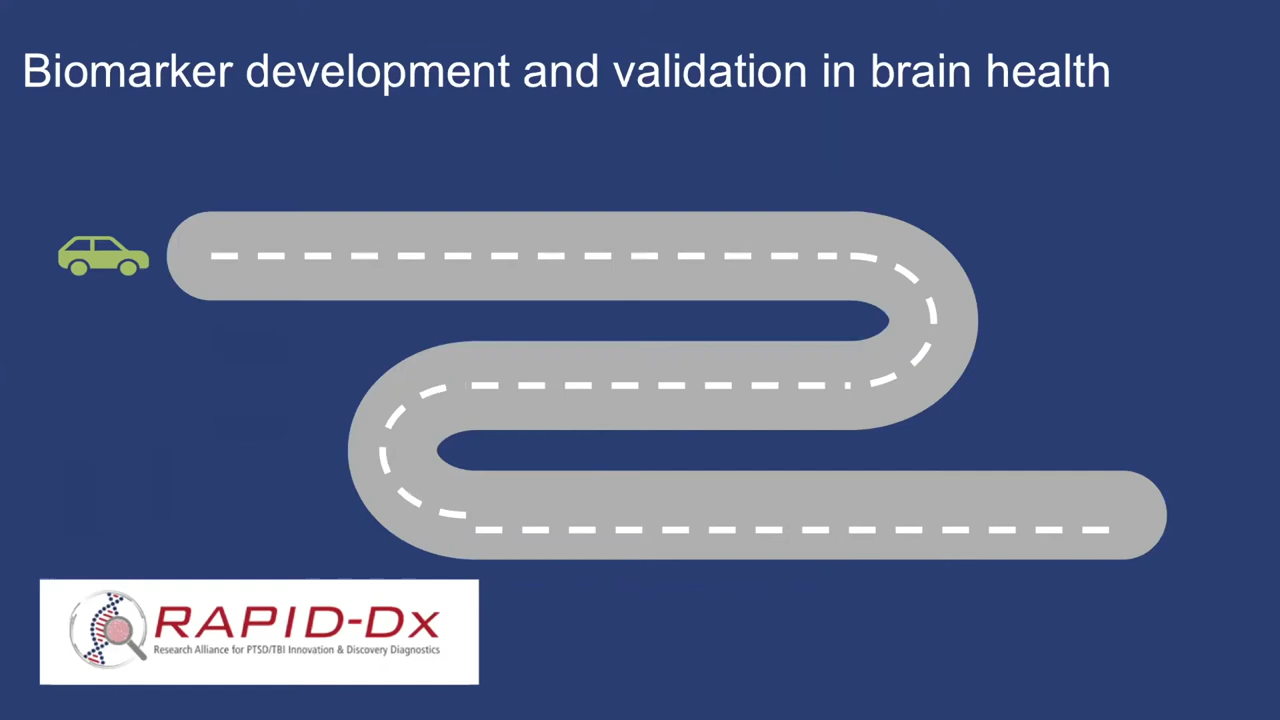 Biomarker development and validation in brain health
RAPID-Dx
Research Alliance for PTSD/TBI Innovation & Discovery Diagnostics